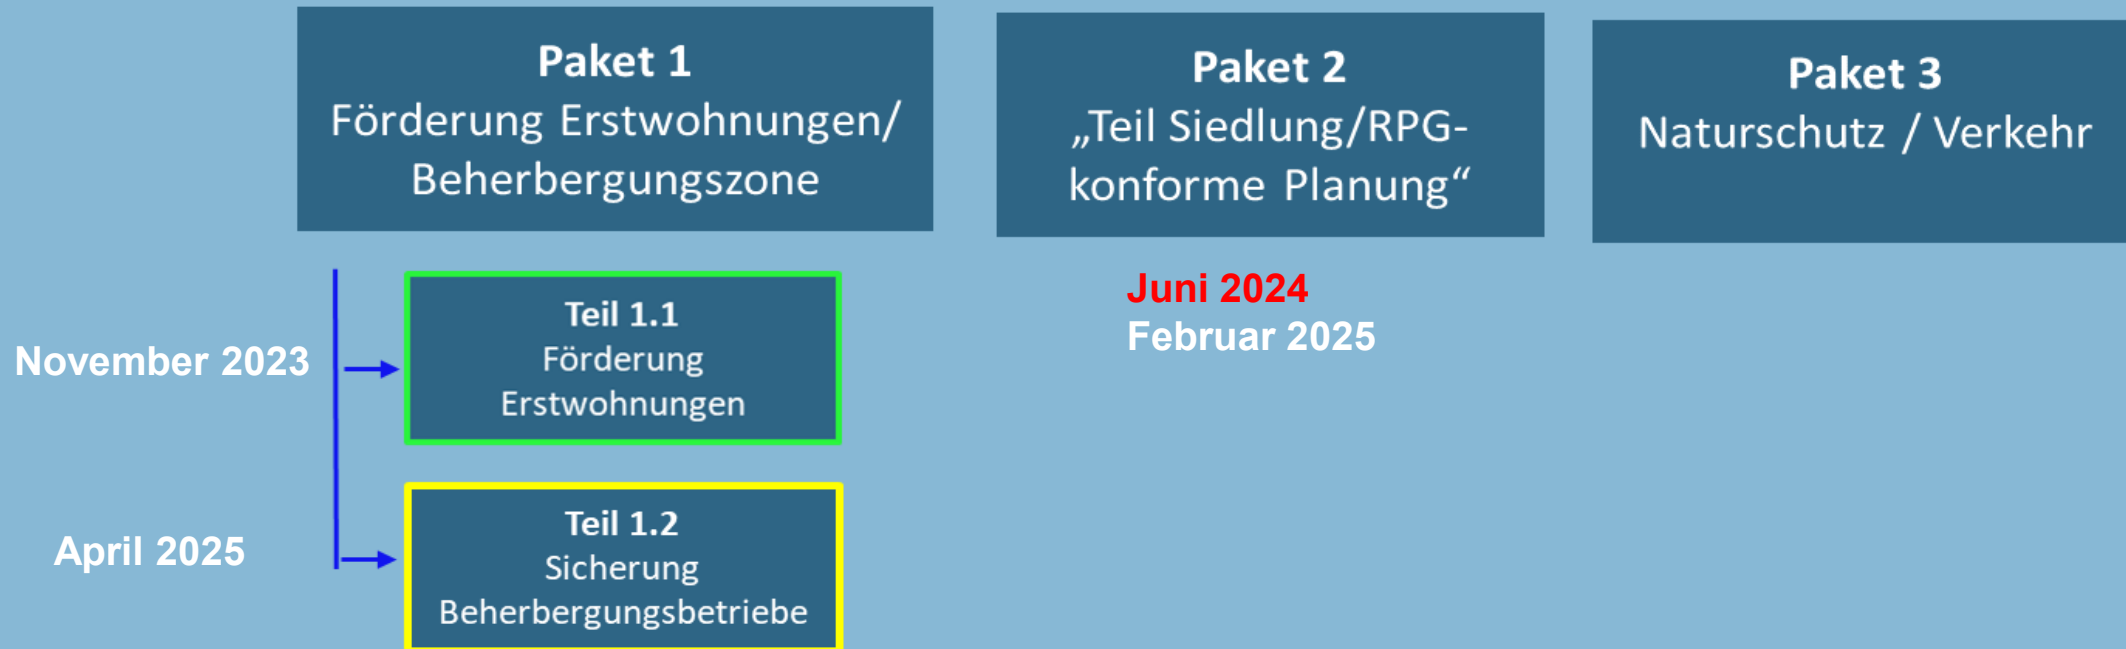 Paket 1
Förderung Erstwohnungen/
Beherbergungszone
Paket 2
„Teil Siedlung/RPG-
konforme Planung“
Paket 3
Naturschutz / Verkehr
November 2023
Teil 1.1
Förderung
Erstwohnungen
Juni 2024
Februar 2025
April 2025
Teil 1.2
Sicherung
Beherbergungsbetriebe